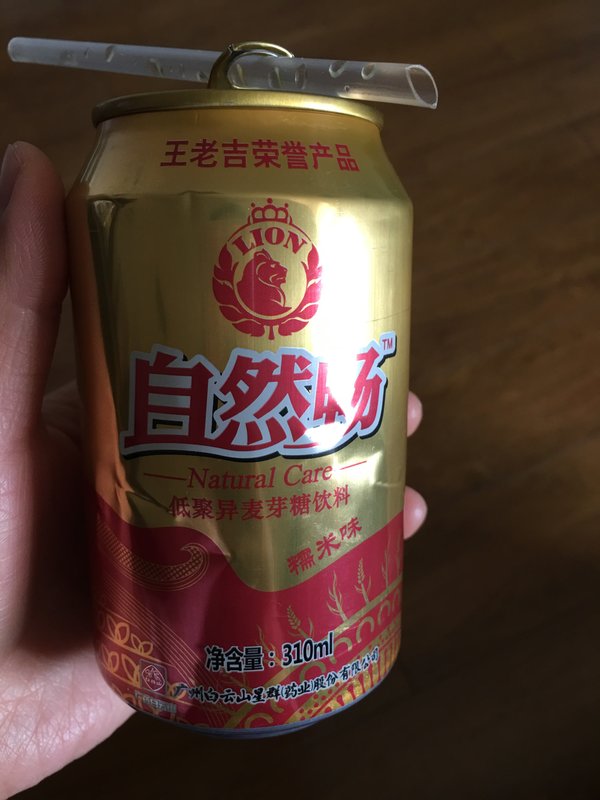 王老吉荣誉产品
LION
自然畅™
Natural Care
低聚异麦芽糖饮料
糯米味
净含量：310ml
广州白云山星群(药业)股份有限公司